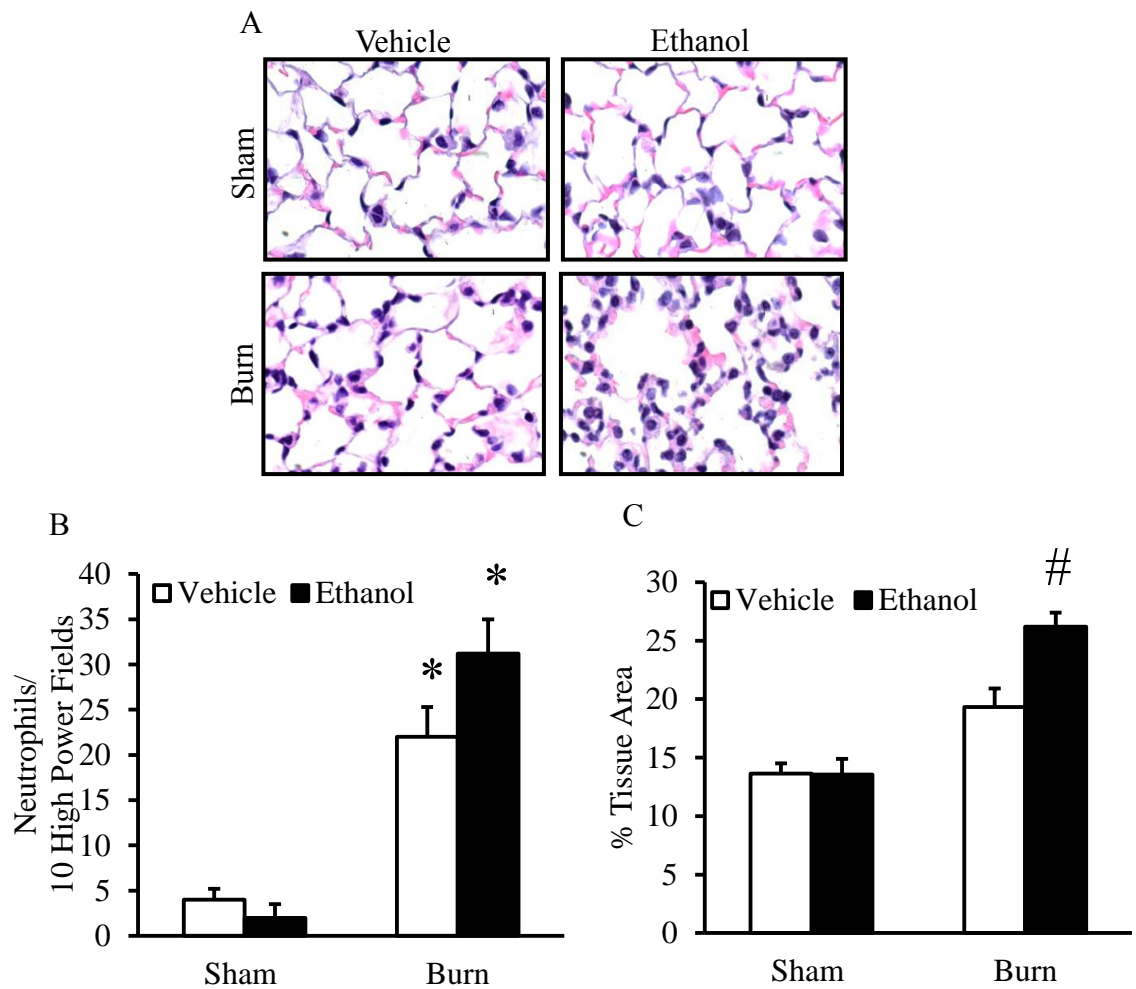 A
Vehicle
Ethanol
Sham
Burn
B
Neutrophils/
10 High Power Fields
40
35
30
25
20
15
10
5
0
Vehicle
Ethanol
*
*
Sham
Burn
C
% Tissue Area
30
25
20
15
10
5
0
Vehicle
Ethanol
#
Sham
Burn